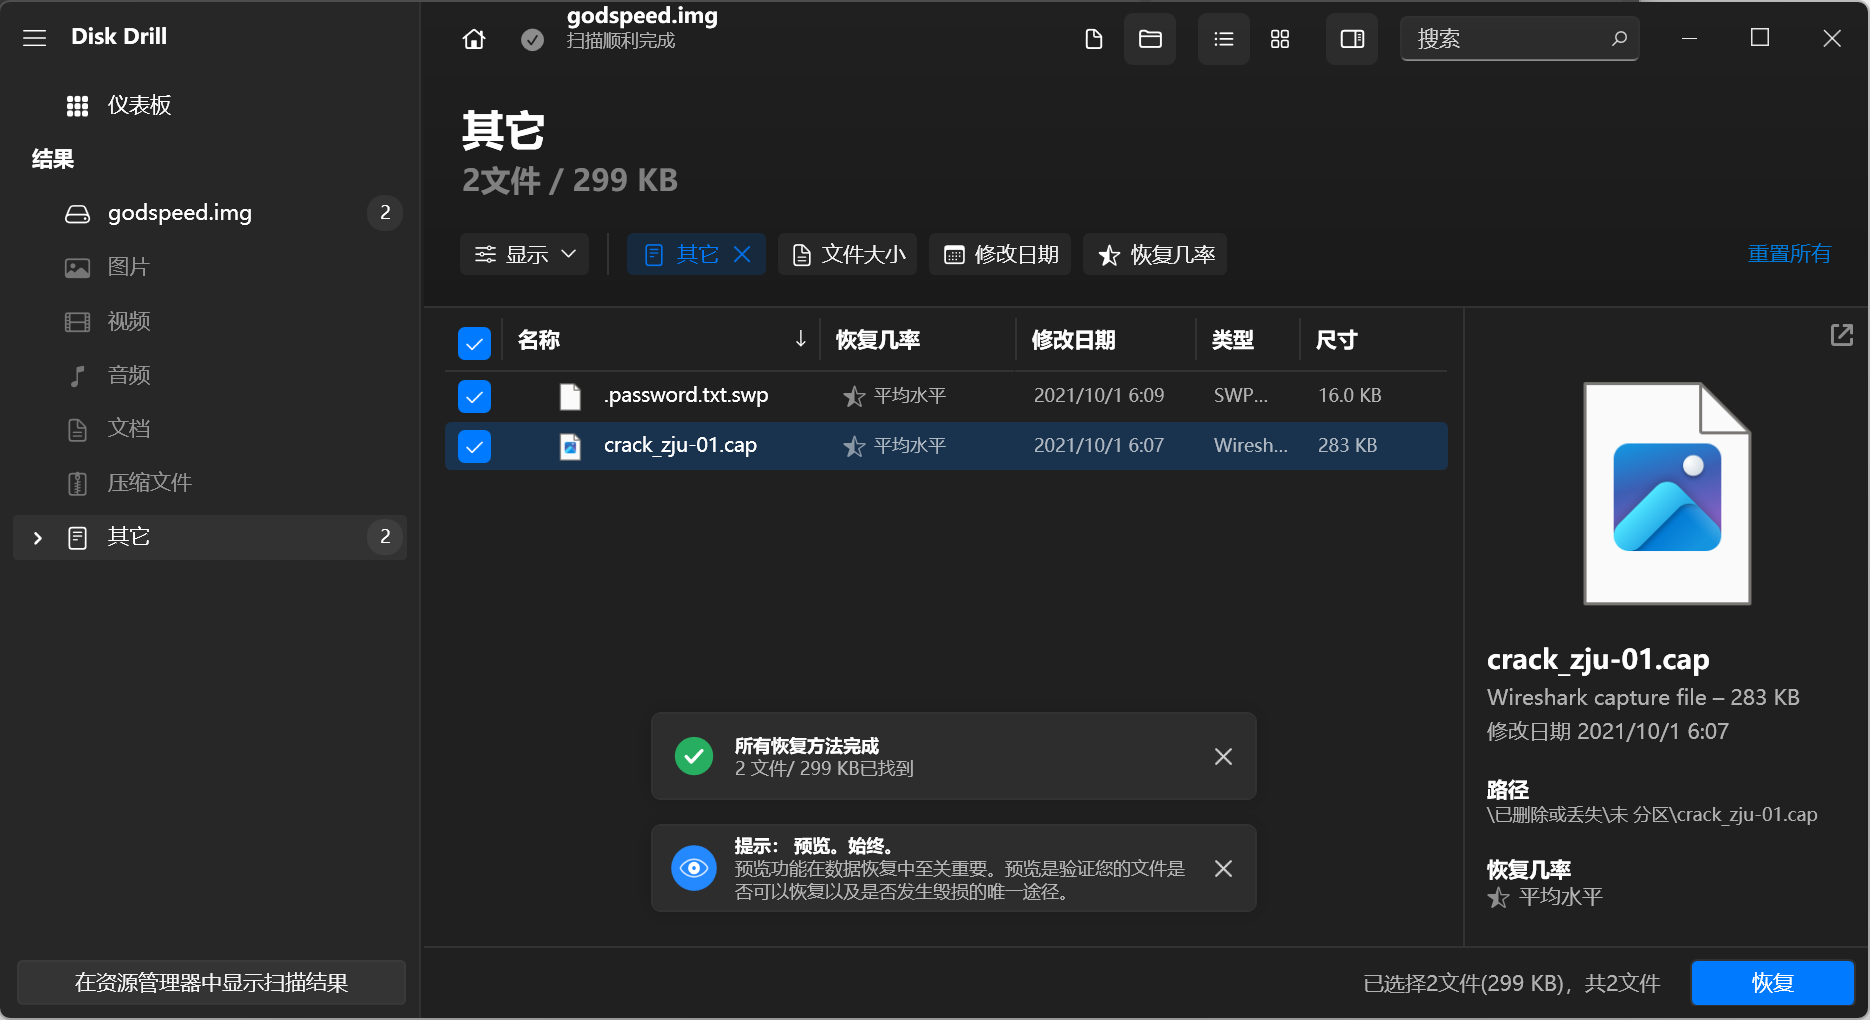 Disk Drill
仪表板
结果
godspeed.img 2
图片
视频
音频
文档
压缩文件
其它 2
在资源管理器中显示扫描结果
godspeed.img
扫描顺利完成
搜索
其它
2文件 / 299 KB
显示 其它 文件大小 修改日期 恢复几率 重置所有
名称 恢复几率 修改日期 类型 尺寸
.password.txt.swp 平均水平 2021/10/1 6:09 SWP... 16.0 KB
crack_zju-01.cap 平均水平 2021/10/1 6:07 Wiresh... 283 KB
所有恢复方法完成
2 文件/ 299 KB已找到
提示： 预览。始终。
预览功能在数据恢复中至关重要。预览是验证您的文件是
否可以恢复以及是否发生毁损的唯一途径。
crack_zju-01.cap
Wireshark capture file – 283 KB
修改日期 2021/10/1 6:07
路径
\已删除或丢失\未 分区\crack_zju-01.cap
恢复几率
平均水平
已选择2文件(299 KB)，共2文件
恢复